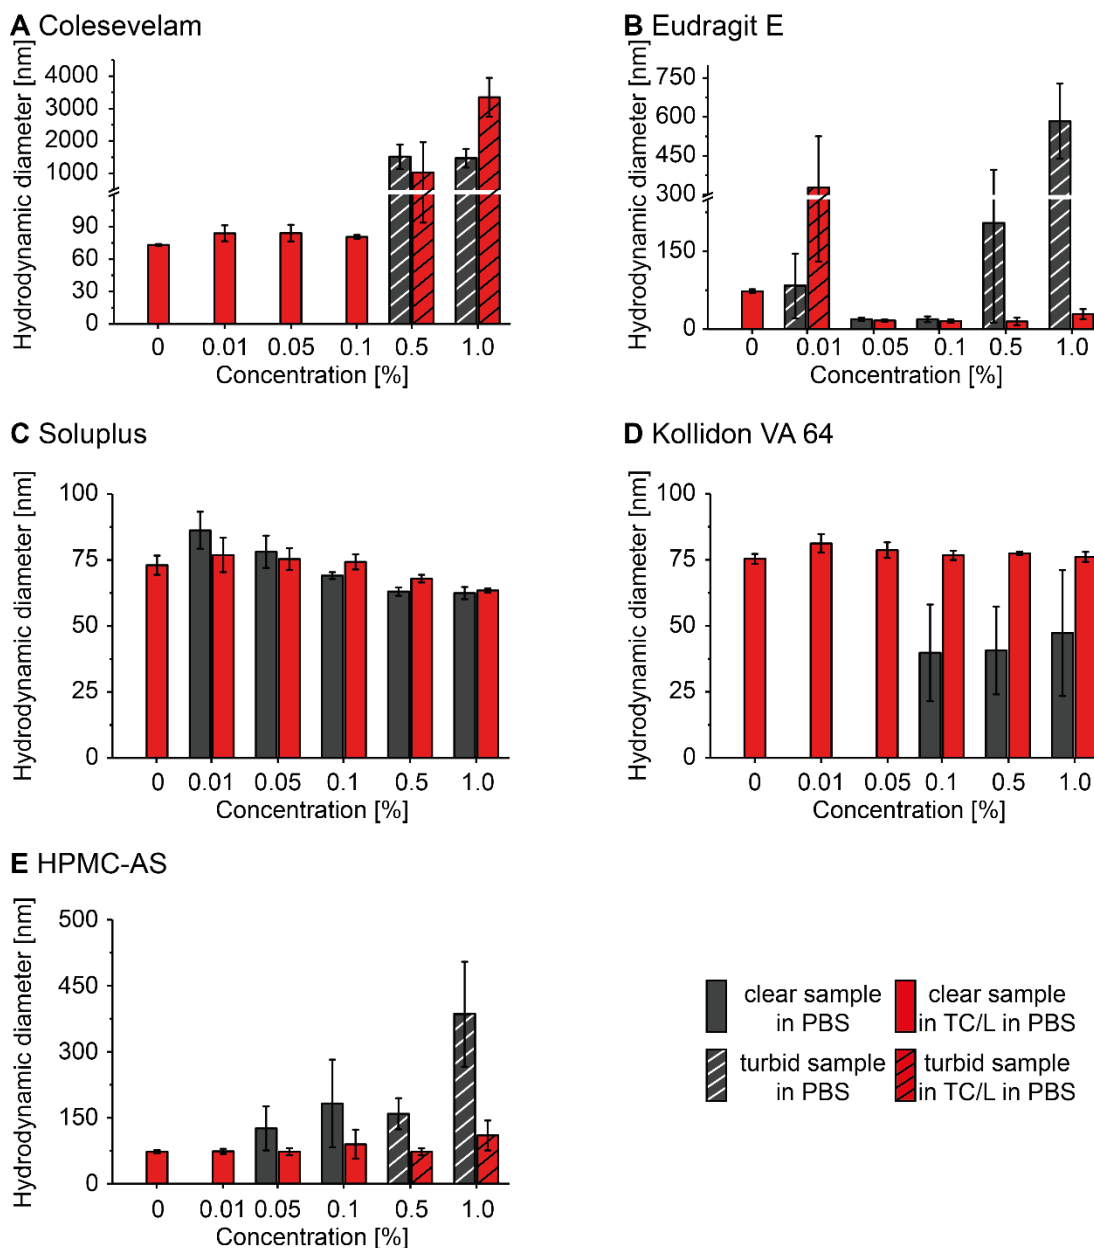 A Colesevelam
Hydrodynamic diameter [nm]
4000
3000
2000
1000
90
60
30
0
0 0.01 0.05 0.1 0.5 1.0
Concentration [%]
B Eudragit E
Hydrodynamic diameter [nm]
750
600
450
300
150
0
0 0.01 0.05 0.1 0.5 1.0
Concentration [%]
C Soluplus
Hydrodynamic diameter [nm]
100
75
50
25
0
0 0.01 0.05 0.1 0.5 1.0
Concentration [%]
D Kollidon VA 64
Hydrodynamic diameter [nm]
100
75
50
25
0
0 0.01 0.05 0.1 0.5 1.0
Concentration [%]
E HPMC-AS
Hydrodynamic diameter [nm]
500
450
300
150
0
0 0.01 0.05 0.1 0.5 1.0
Concentration [%]
clear sample
in PBS
clear sample
in TC/L in PBS
turbid sample
in PBS
turbid sample
in TC/L in PBS